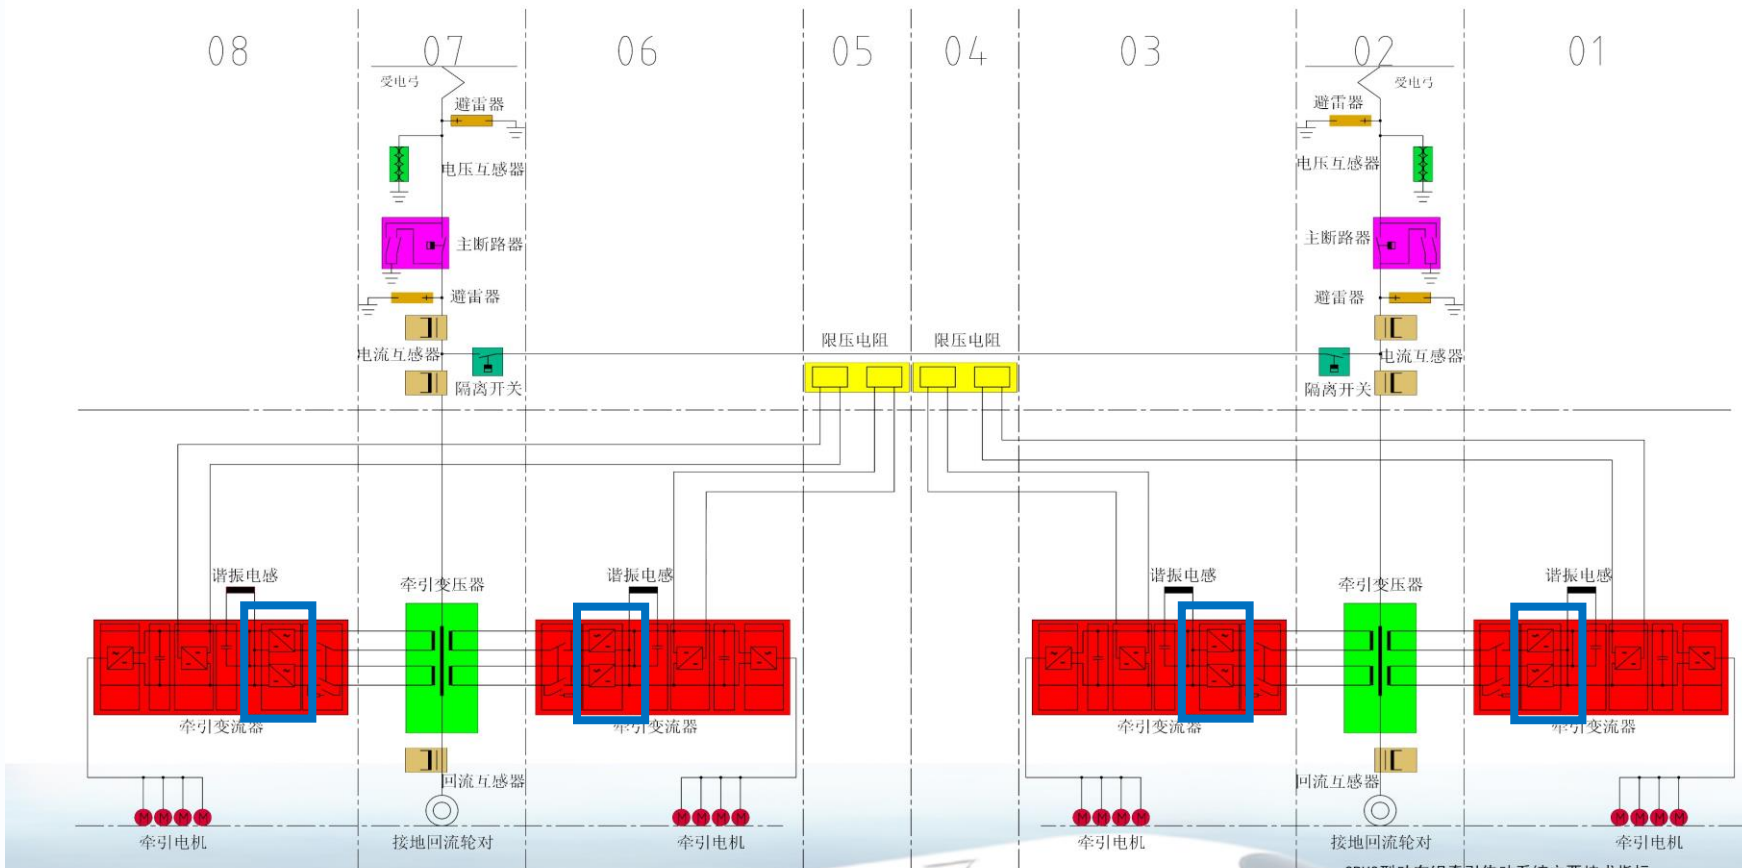 08 07 06 05 04 03 02 01
受电弓 受电弓
避雷器 避雷器
电压互感器 电压互感器
主断路器 主断路器
避雷器 避雷器
限压电阻 限压电阻
电流互感器 电流互感器
隔离开关 隔离开关
谐振电感 牵引变压器 谐振电感 谐振电感 牵引变压器 谐振电感
牵引变流器 牵引变流器 牵引变流器 牵引变流器
回流互感器 回流互感器
M M M M M M M M M M M M M M M M
牵引电机 接地回流轮对 牵引电机 牵引电机 接地回流轮对 牵引电机